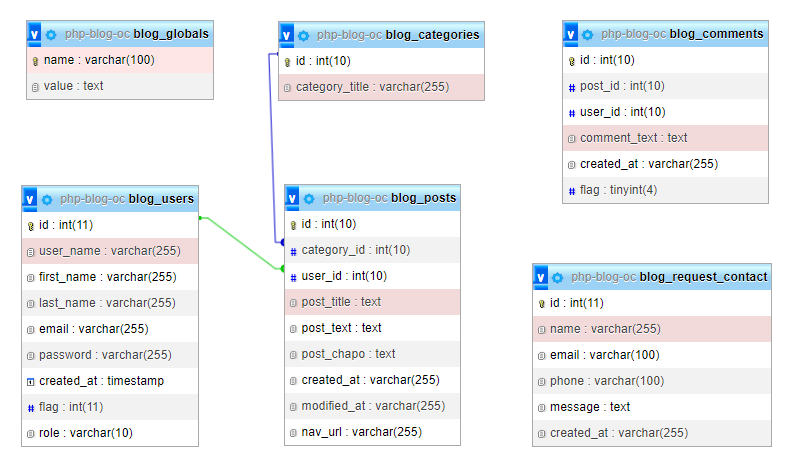 php-blog-oc blog_globals
name : varchar(100)
value : text
php-blog-oc blog_categories
id : int(10)
category_title : varchar(255)
php-blog-oc blog_comments
id : int(10)
post_id : int(10)
user_id : int(10)
comment_text : text
created_at : varchar(255)
flag : tinyint(4)
php-blog-oc blog_users
id : int(11)
user_name : varchar(255)
first_name : varchar(255)
last_name : varchar(255)
email : varchar(255)
password : varchar(255)
created_at : timestamp
flag : int(11)
role : varchar(10)
php-blog-oc blog_posts
id : int(10)
category_id : int(10)
user_id : int(10)
post_title : text
post_text : text
post_chapo : text
created_at : varchar(255)
modified_at : varchar(255)
nav_url : varchar(255)
php-blog-oc blog_request_contact
id : int(11)
name : varchar(255)
email : varchar(100)
phone : varchar(100)
message : text
created_at : varchar(255)